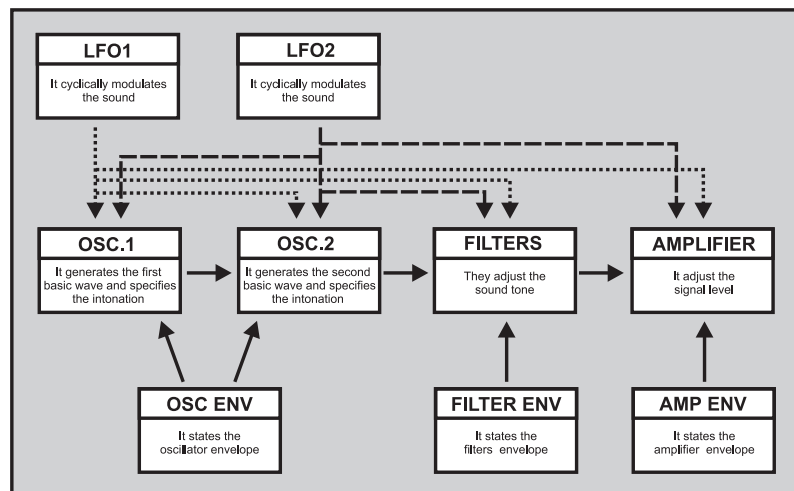 LFO1
It cyclically modulates
the sound
LFO2
It cyclically modulates
the sound
OSC.1
It generates the first
basic wave and specifies
the intonation
OSC.2
It generates the second
basic wave and specifies
the intonation
FILTERS
They adjust the
sound tone
AMPLIFIER
It adjust the
signal level
OSC ENV
It states the
oscillator envelope
FILTER ENV
It states the
filters envelope
AMP ENV
It states the
amplifier envelope